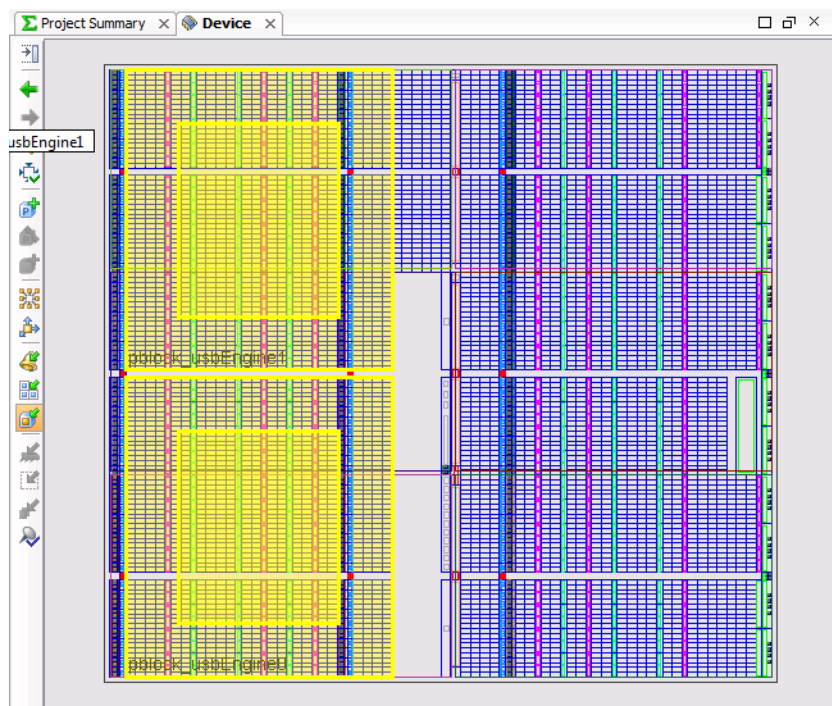 Project Summary
Device
usbEngine1
pblock_usbEngine1
pblock_usbEngine0